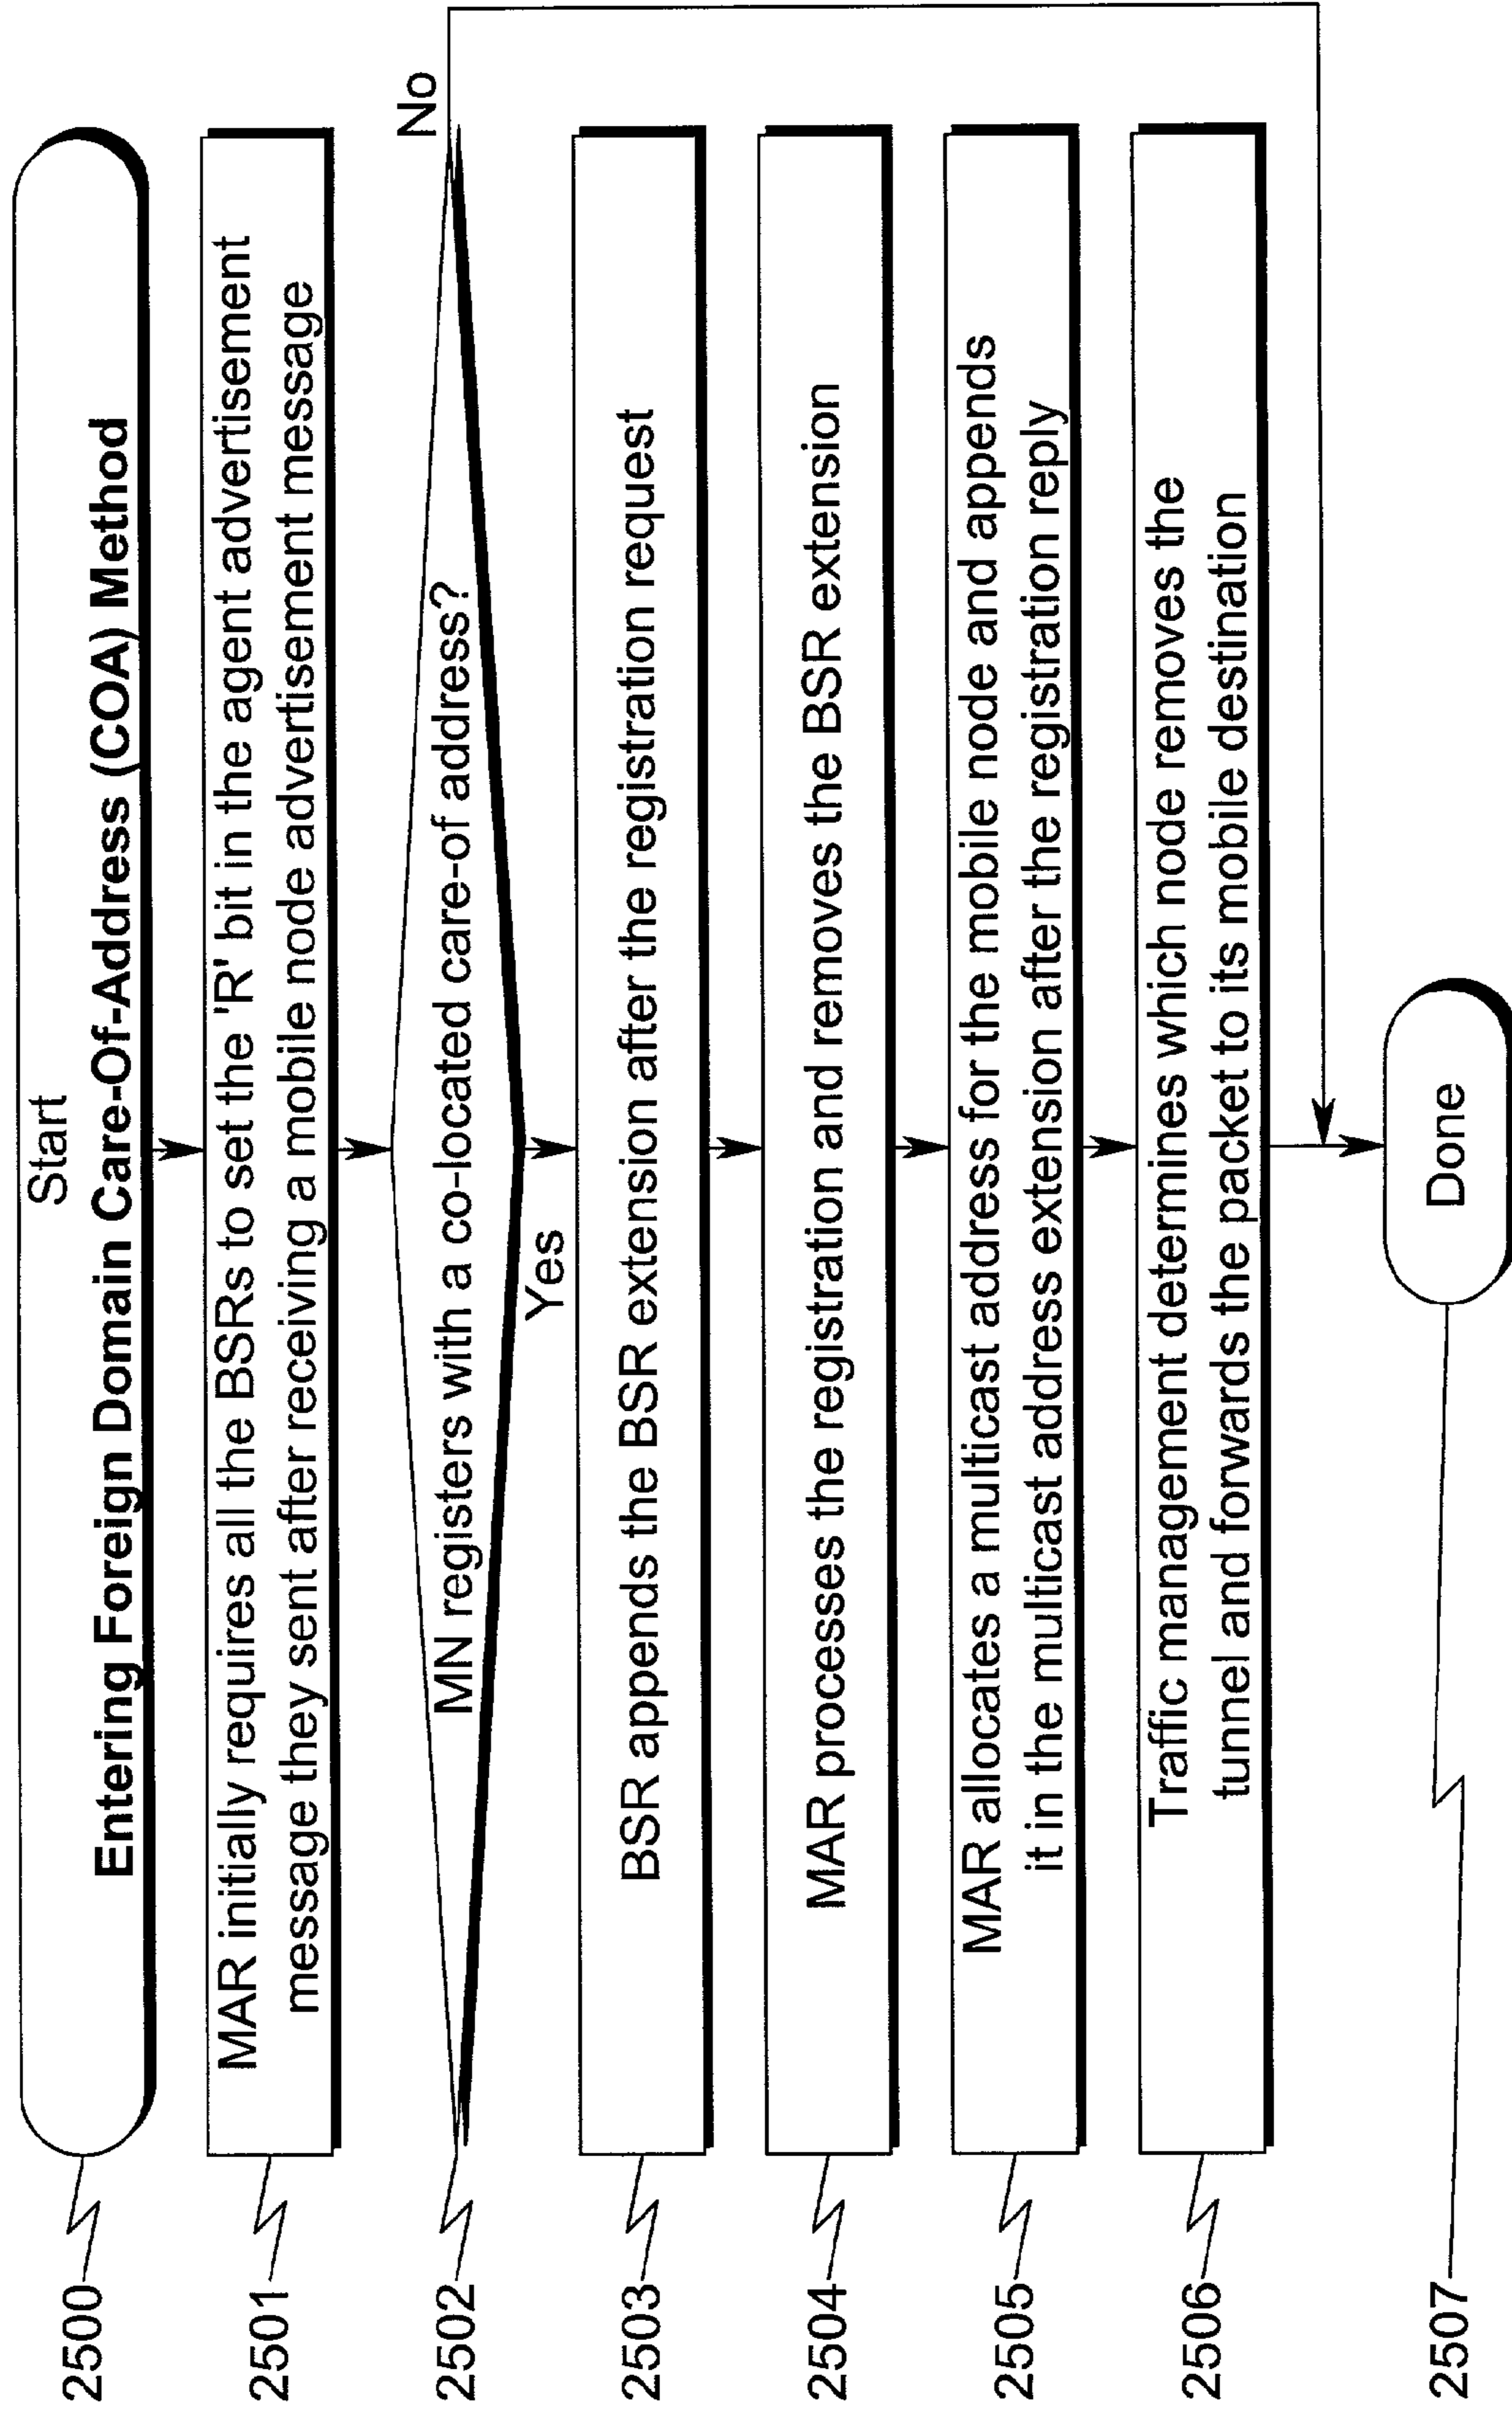 2500
Start
Entering Foreign Domain Care-Of-Address (COA) Method
2501
MAR initially requires all the BSRs to set the 'R' bit in the agent advertisement
message they sent after receiving a mobile node advertisement message
2502
MN registers with a co-located care-of address?
No
Yes
2503
BSR appends the BSR extension after the registration request
2504
MAR processes the registration and removes the BSR extension
2505
MAR allocates a multicast address for the mobile node and appends
it in the multicast address extension after the registration reply
2506
Traffic management determines which node removes the
tunnel and forwards the packet to its mobile destination
2507
Done